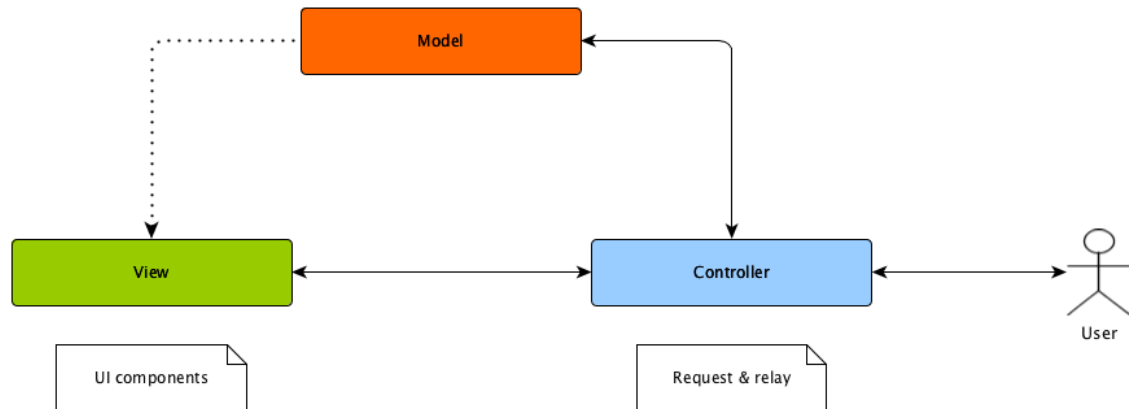 Model
View
Controller
User
UI components
Request & relay